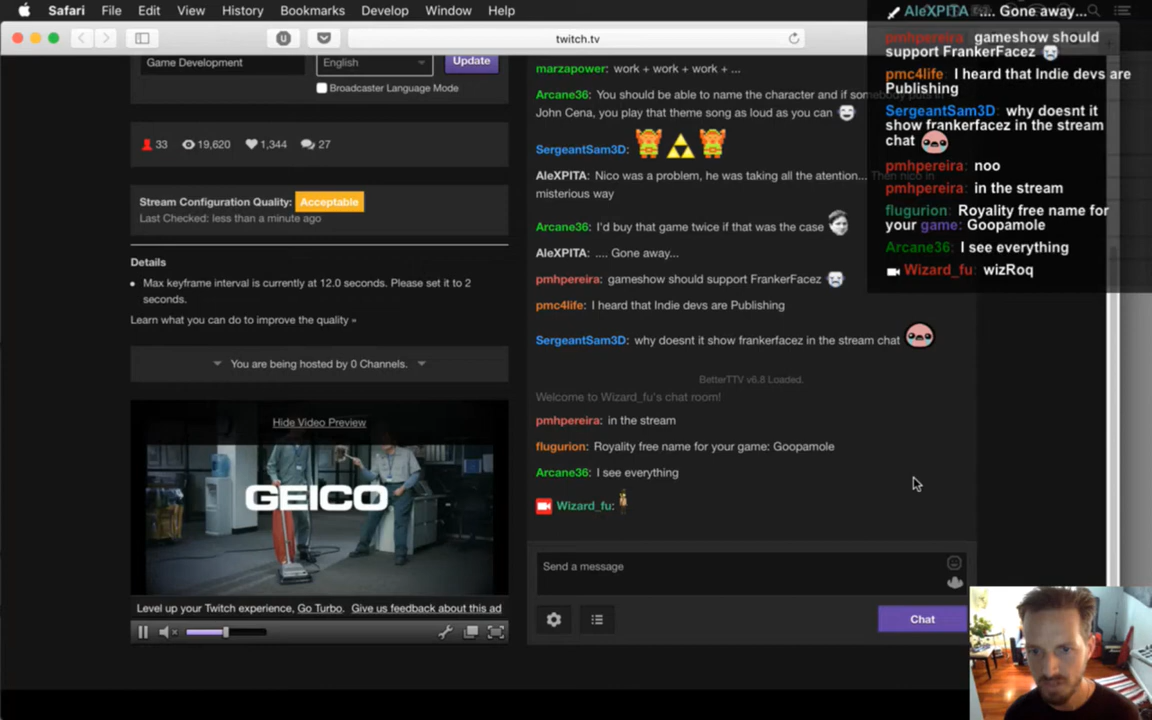 Safari File Edit View History Bookmarks Develop Window Help
twitch.tv
Game Development
English
Update
Broadcaster Language Mode
33 19,620 1,344 27
Stream Configuration Quality: Acceptable
Last Checked: less than a minute ago
Details
Max keyframe interval is currently at 12.0 seconds. Please set it to 2
seconds.
Learn what you can do to improve the quality »
You are being hosted by 0 Channels.
Hide Video Preview
GEICO
Level up your Twitch experience, Go Turbo. Give us feedback about this ad
marzapower: work + work + work + ...
Arcane36: You should be able to name the character and if somebody puts in
John Cena, you play that theme song as loud as you can
SergeantSam3D:
AleXPITA: Nico was a problem, he was taking all the atention... Then nico in
misterious way
Arcane36: I'd buy that game twice if that was the case
AleXPITA: .... Gone away...
pmhpereira: gameshow should support FrankerFacez
pmc4life: I heard that Indie devs are Publishing
SergeantSam3D: why doesnt it show frankerfacez in the stream chat
BetterTTV v6.8 Loaded.
Welcome to Wizard_fu's chat room!
pmhpereira: in the stream
flugurion: Royality free name for your game: Goopamole
Arcane36: I see everything
Wizard_fu:
Send a message
Chat
AleXPITA .... Gone away...
pmhpereira: gameshow should
support FrankerFacez
pmc4life: I heard that Indie devs are
Publishing
SergeantSam3D: why doesnt it
show frankerfacez in the stream
chat
pmhpereira: noo
pmhpereira: in the stream
flugurion: Royality free name for
your game: Goopamole
Arcane36: I see everything
Wizard_fu: wizRoq